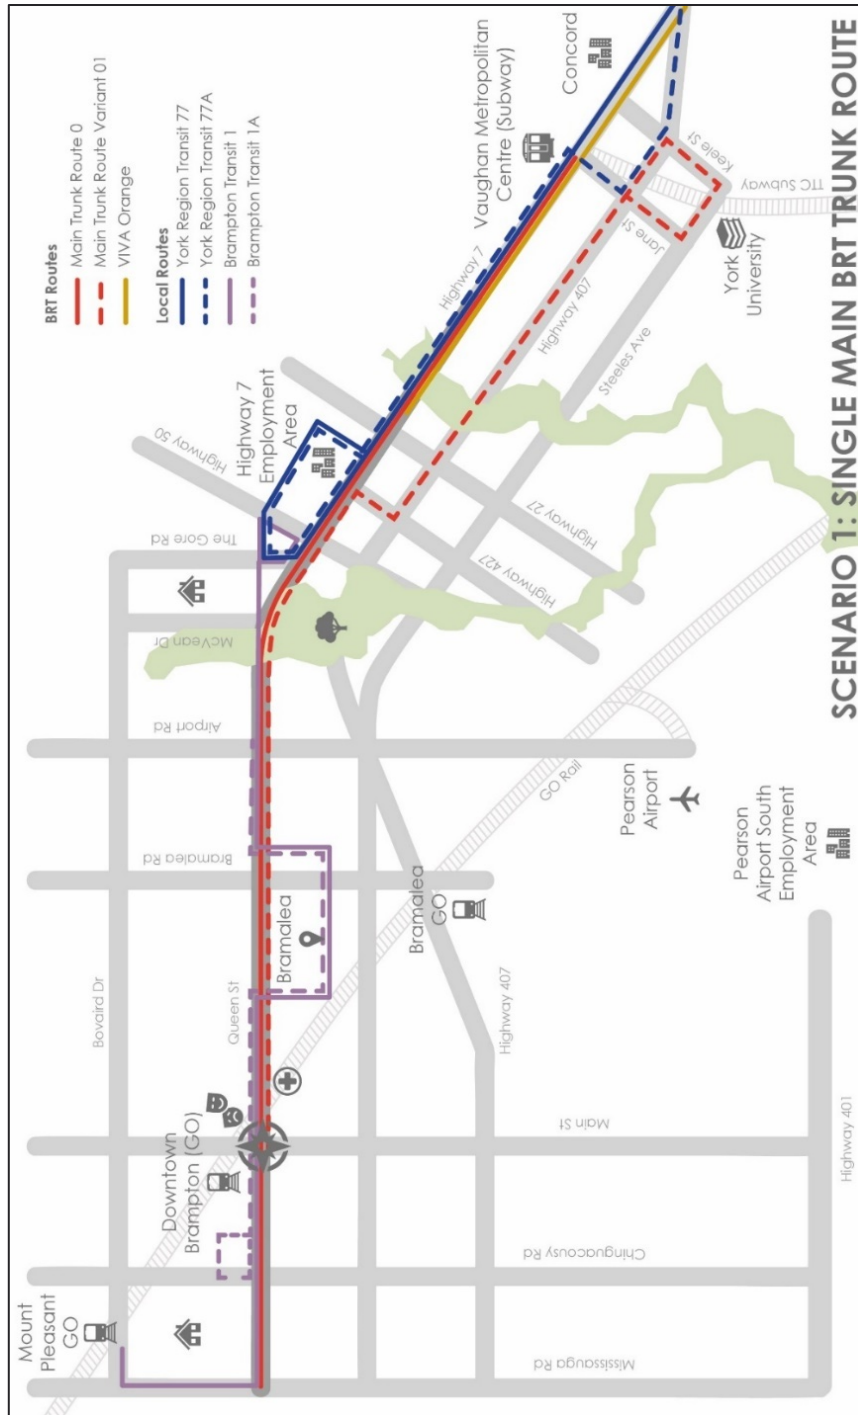 BRT Routes
Main Trunk Route 0
Main Trunk Route Variant 01
VIVA Orange
Local Routes
York Region Transit 77
York Region Transit 77A
Brampton Transit 1
Brampton Transit 1A
Mount
Pleasant
GO
Downtown
Brampton (GO)
Bramalea
Bramalea
GO
Pearson
Airport
Pearson
Airport South
Employment
Area
Highway 7
Employment
Area
Vaughan Metropolitan
Centre (Subway)
Concord
York
University
Bovaird Dr
Queen St
Mississauga Rd
Chinguacousy Rd
Main St
Bramalea Rd
Airport Rd
McVean Dr
The Gore Rd
Highway 50
Highway 7
Highway 407
Steeles Ave
Highway 27
Highway 427
Jane St
Keele St
TTC Subway
GO Rail
Highway 407
Highway 401
SCENARIO 1: SINGLE MAIN BRT TRUNK ROUTE